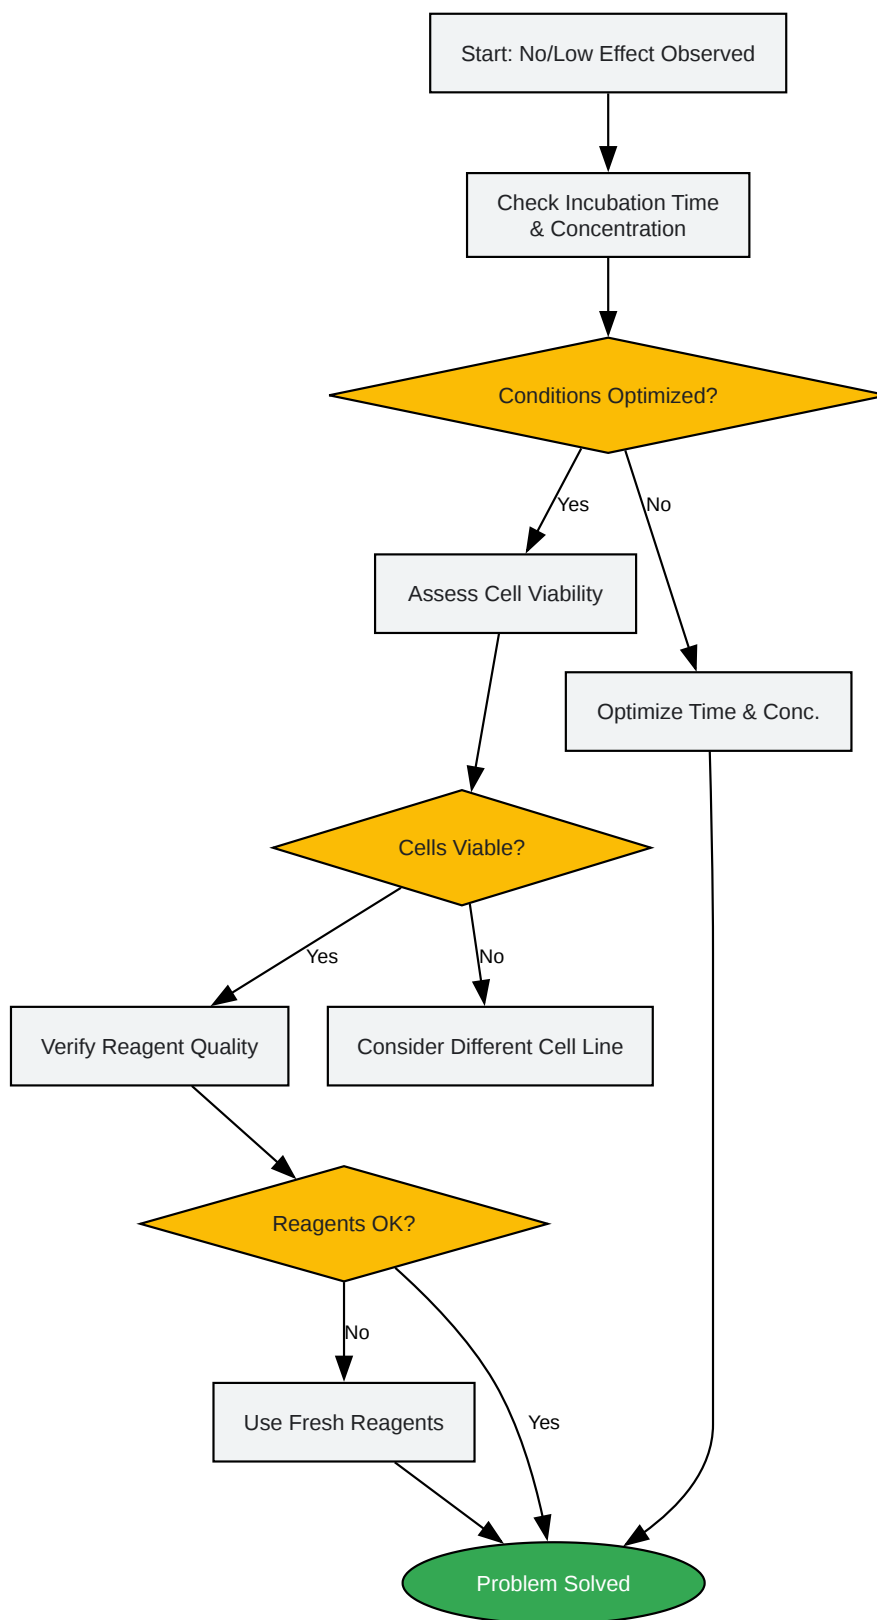 Start: No/Low Effect Observed
Check Incubation Time
& Concentration
Conditions Optimized?
Yes
No
Assess Cell Viability
Optimize Time & Conc.
Cells Viable?
Yes
No
Verify Reagent Quality
Consider Different Cell Line
Reagents OK?
No
Use Fresh Reagents
Yes
Problem Solved